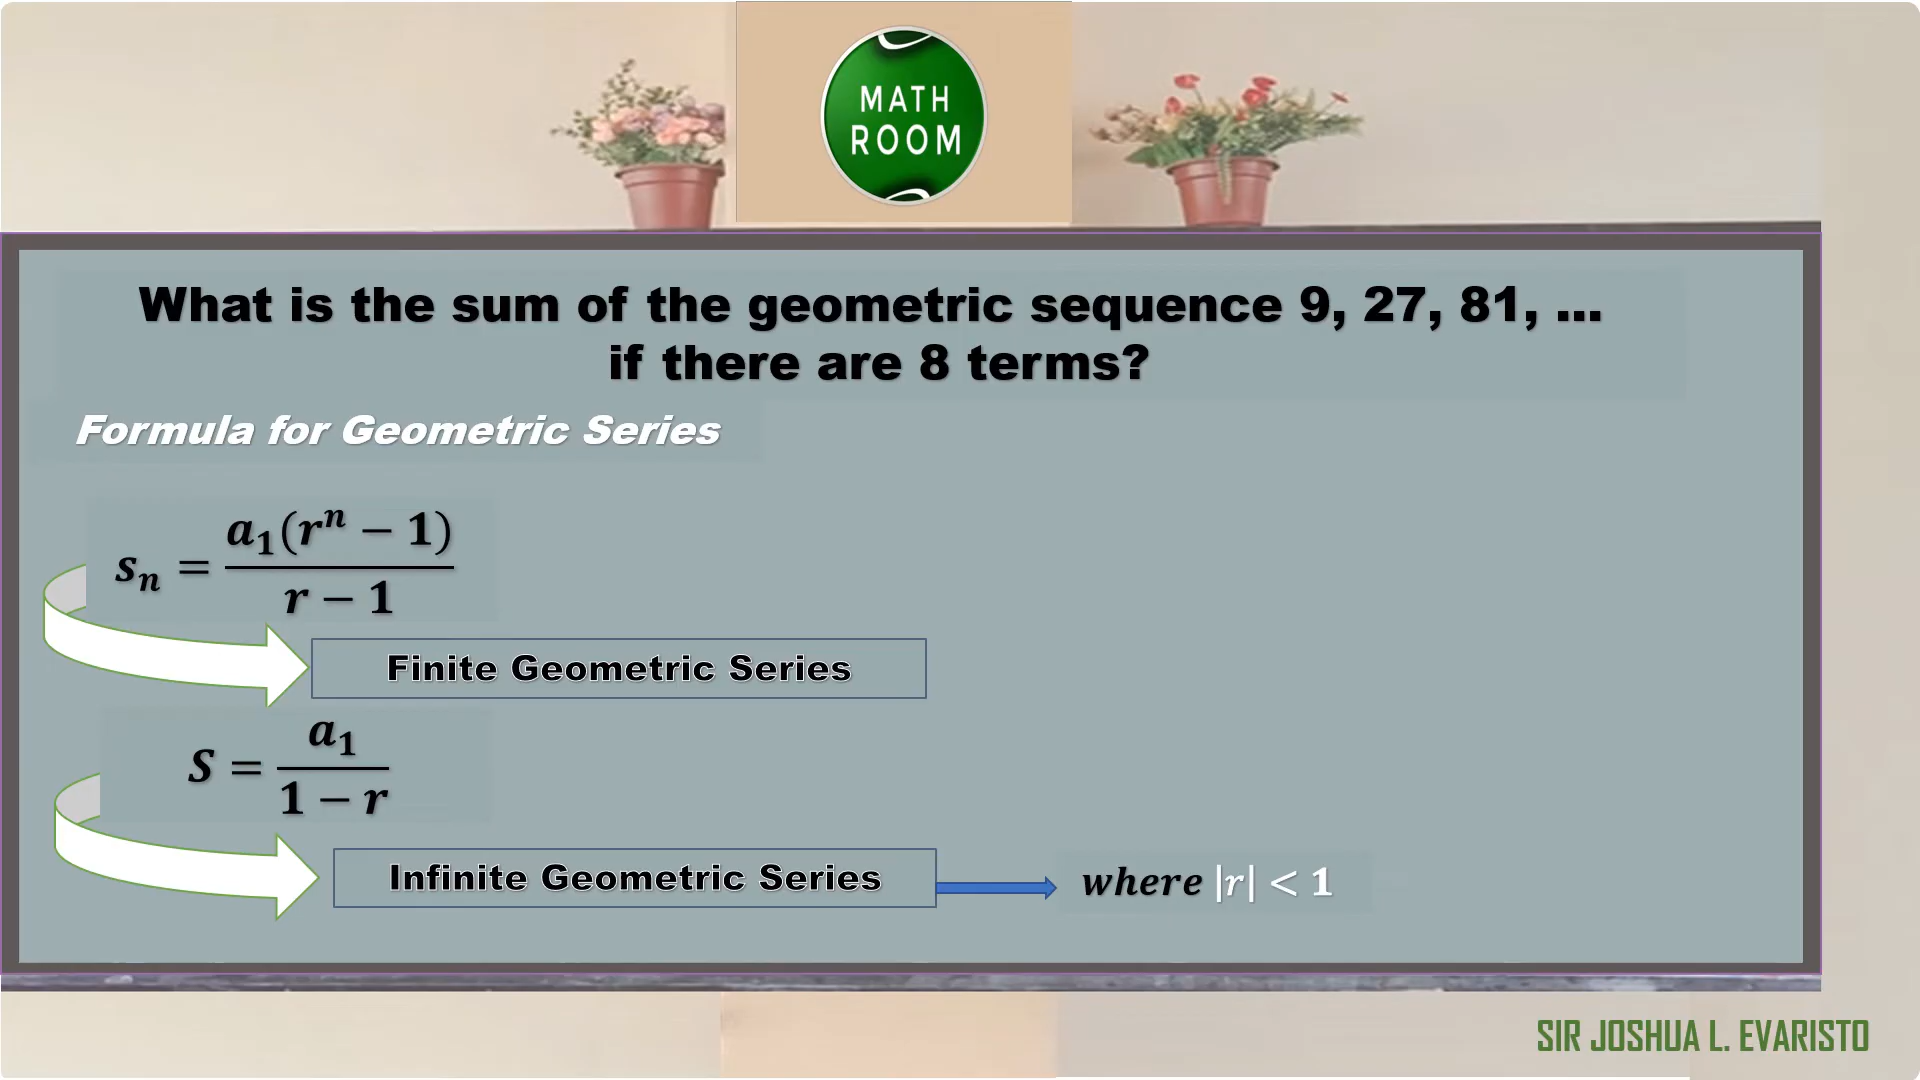 MATH
ROOM
What is the sum of the geometric sequence 9, 27, 81, ...
if there are 8 terms?
Formula for Geometric Series
sₙ = a₁(rⁿ − 1) / r − 1
Finite Geometric Series
S = a₁ / 1 − r
Infinite Geometric Series
where |r| < 1
SIR JOSHUA L. EVARISTO